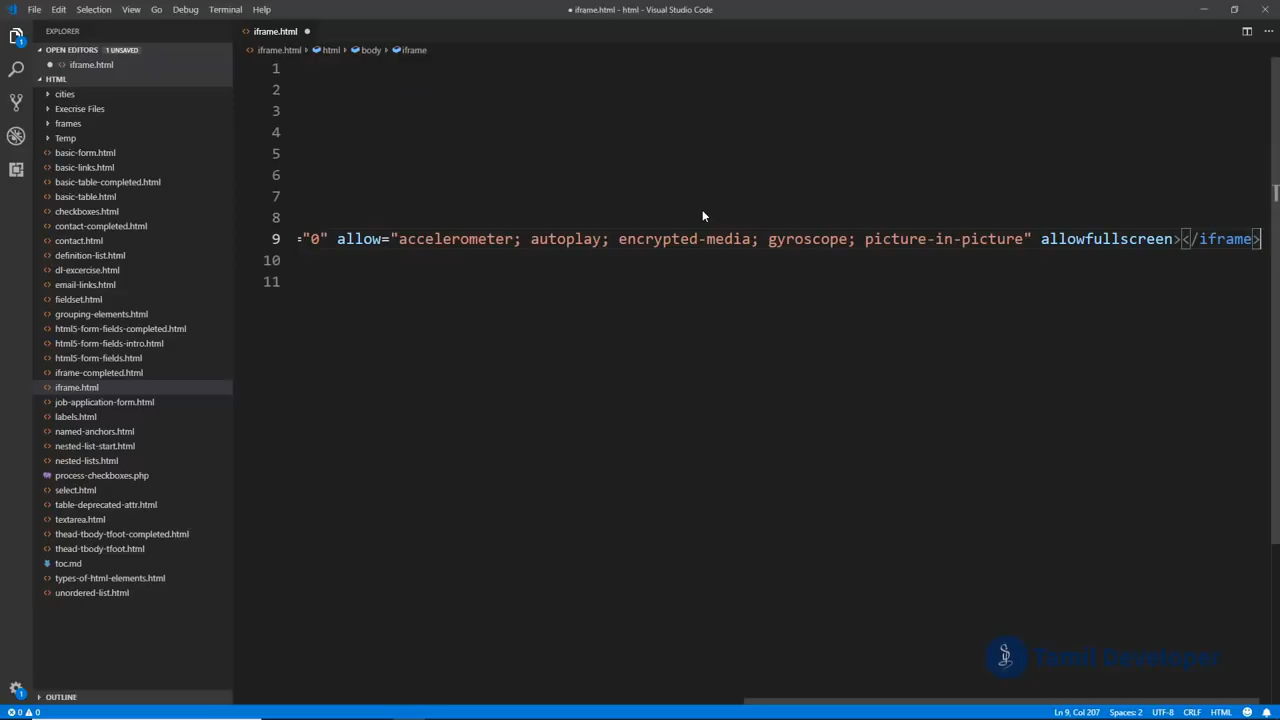 File Edit Selection View Go Debug Terminal Help
● iframe.html - html - Visual Studio Code
EXPLORER
OPEN EDITORS 1 UNSAVED
iframe.html
HTML
cities
Execrise Files
frames
Temp
basic-form.html
basic-links.html
basic-table-completed.html
basic-table.html
checkboxes.html
contact-completed.html
contact.html
definition-list.html
dl-excercise.html
email-links.html
fieldset.html
grouping-elements.html
html5-form-fields-completed.html
html5-form-fields-intro.html
html5-form-fields.html
iframe-completed.html
iframe.html
job-application-form.html
labels.html
named-anchors.html
nested-list-start.html
nested-lists.html
process-checkboxes.php
select.html
table-deprecated-attr.html
textarea.html
thead-tbody-tfoot-completed.html
thead-tbody-tfoot.html
toc.md
types-of-html-elements.html
unordered-list.html
OUTLINE
iframe.html
iframe.html html body iframe
1
2
3
4
5
6
7
8
9 ="0" allow="accelerometer; autoplay; encrypted-media; gyroscope; picture-in-picture" allowfullscreen></iframe>
10
11
Tamil Developer
0 0 Ln 9, Col 207 Spaces: 2 UTF-8 CRLF HTML